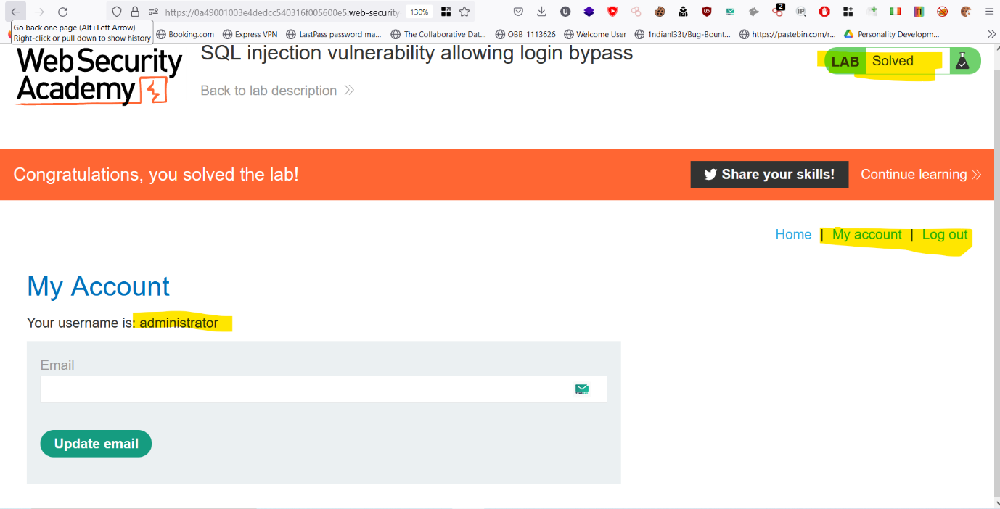 https://0a49001003e4dedcc540316f005600e5.web-security
130%
2
IP
Go back one page (Alt+Left Arrow)
Right-click or pull down to show history
Booking.com
Express VPN
LastPass password ma...
The Collaborative Dat...
OBB_1113626
Welcome User
1ndianl33t/Bug-Bount...
https://pastebin.com/r...
Personality Developm...
Web Security
Academy
SQL injection vulnerability allowing login bypass
Back to lab description
LAB Solved
Congratulations, you solved the lab!
Share your skills!
Continue learning
Home | My account | Log out
My Account
Your username is: administrator
Email
Update email